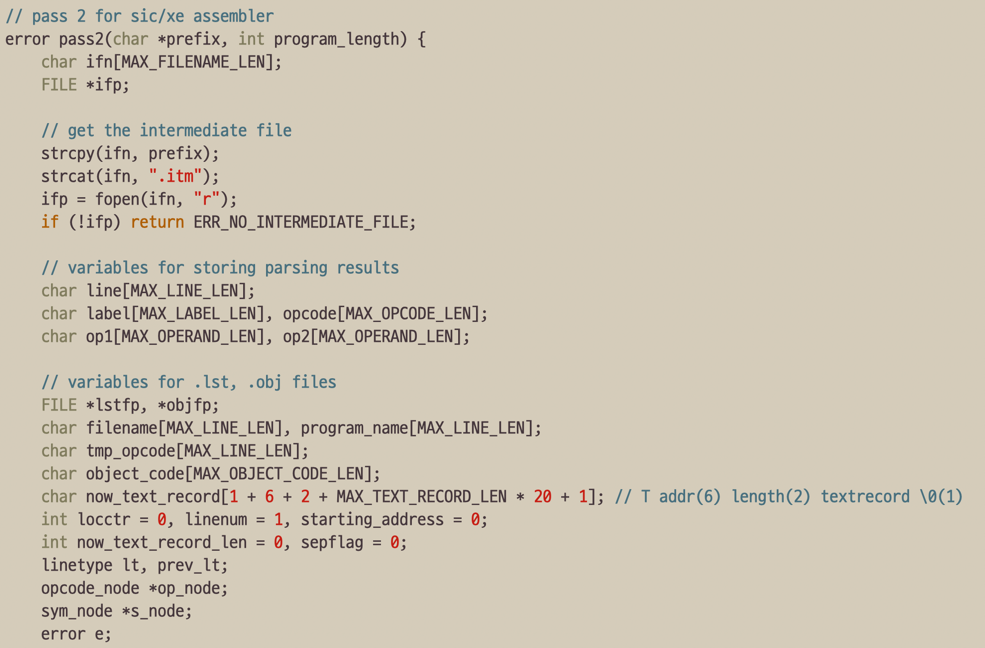 // pass 2 for sic/xe assembler
error pass2(char *prefix, int program_length) {
    char ifn[MAX_FILENAME_LEN];
    FILE *ifp;

    // get the intermediate file
    strcpy(ifn, prefix);
    strcat(ifn, ".itm");
    ifp = fopen(ifn, "r");
    if (!ifp) return ERR_NO_INTERMEDIATE_FILE;

    // variables for storing parsing results
    char line[MAX_LINE_LEN];
    char label[MAX_LABEL_LEN], opcode[MAX_OPCODE_LEN];
    char op1[MAX_OPERAND_LEN], op2[MAX_OPERAND_LEN];

    // variables for .lst, .obj files
    FILE *lstfp, *objfp;
    char filename[MAX_LINE_LEN], program_name[MAX_LINE_LEN];
    char tmp_opcode[MAX_LINE_LEN];
    char object_code[MAX_OBJECT_CODE_LEN];
    char now_text_record[1 + 6 + 2 + MAX_TEXT_RECORD_LEN * 20 + 1]; // T addr(6) length(2) textrecord \0(1)
    int locctr = 0, linenum = 1, starting_address = 0;
    int now_text_record_len = 0, sepflag = 0;
    linetype lt, prev_lt;
    opcode_node *op_node;
    sym_node *s_node;
    error e;